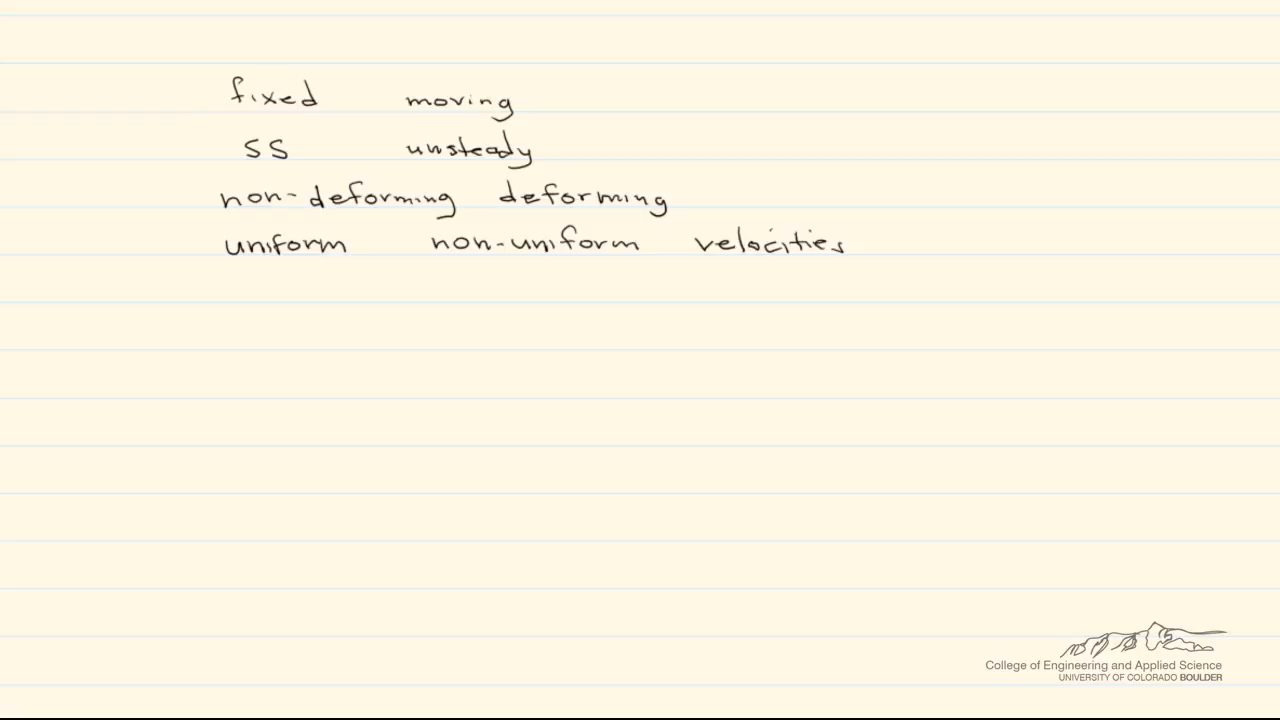 fixed moving
SS unsteady
non-deforming deforming
uniform non-uniform velocities
College of Engineering and Applied Science
UNIVERSITY OF COLORADO BOULDER